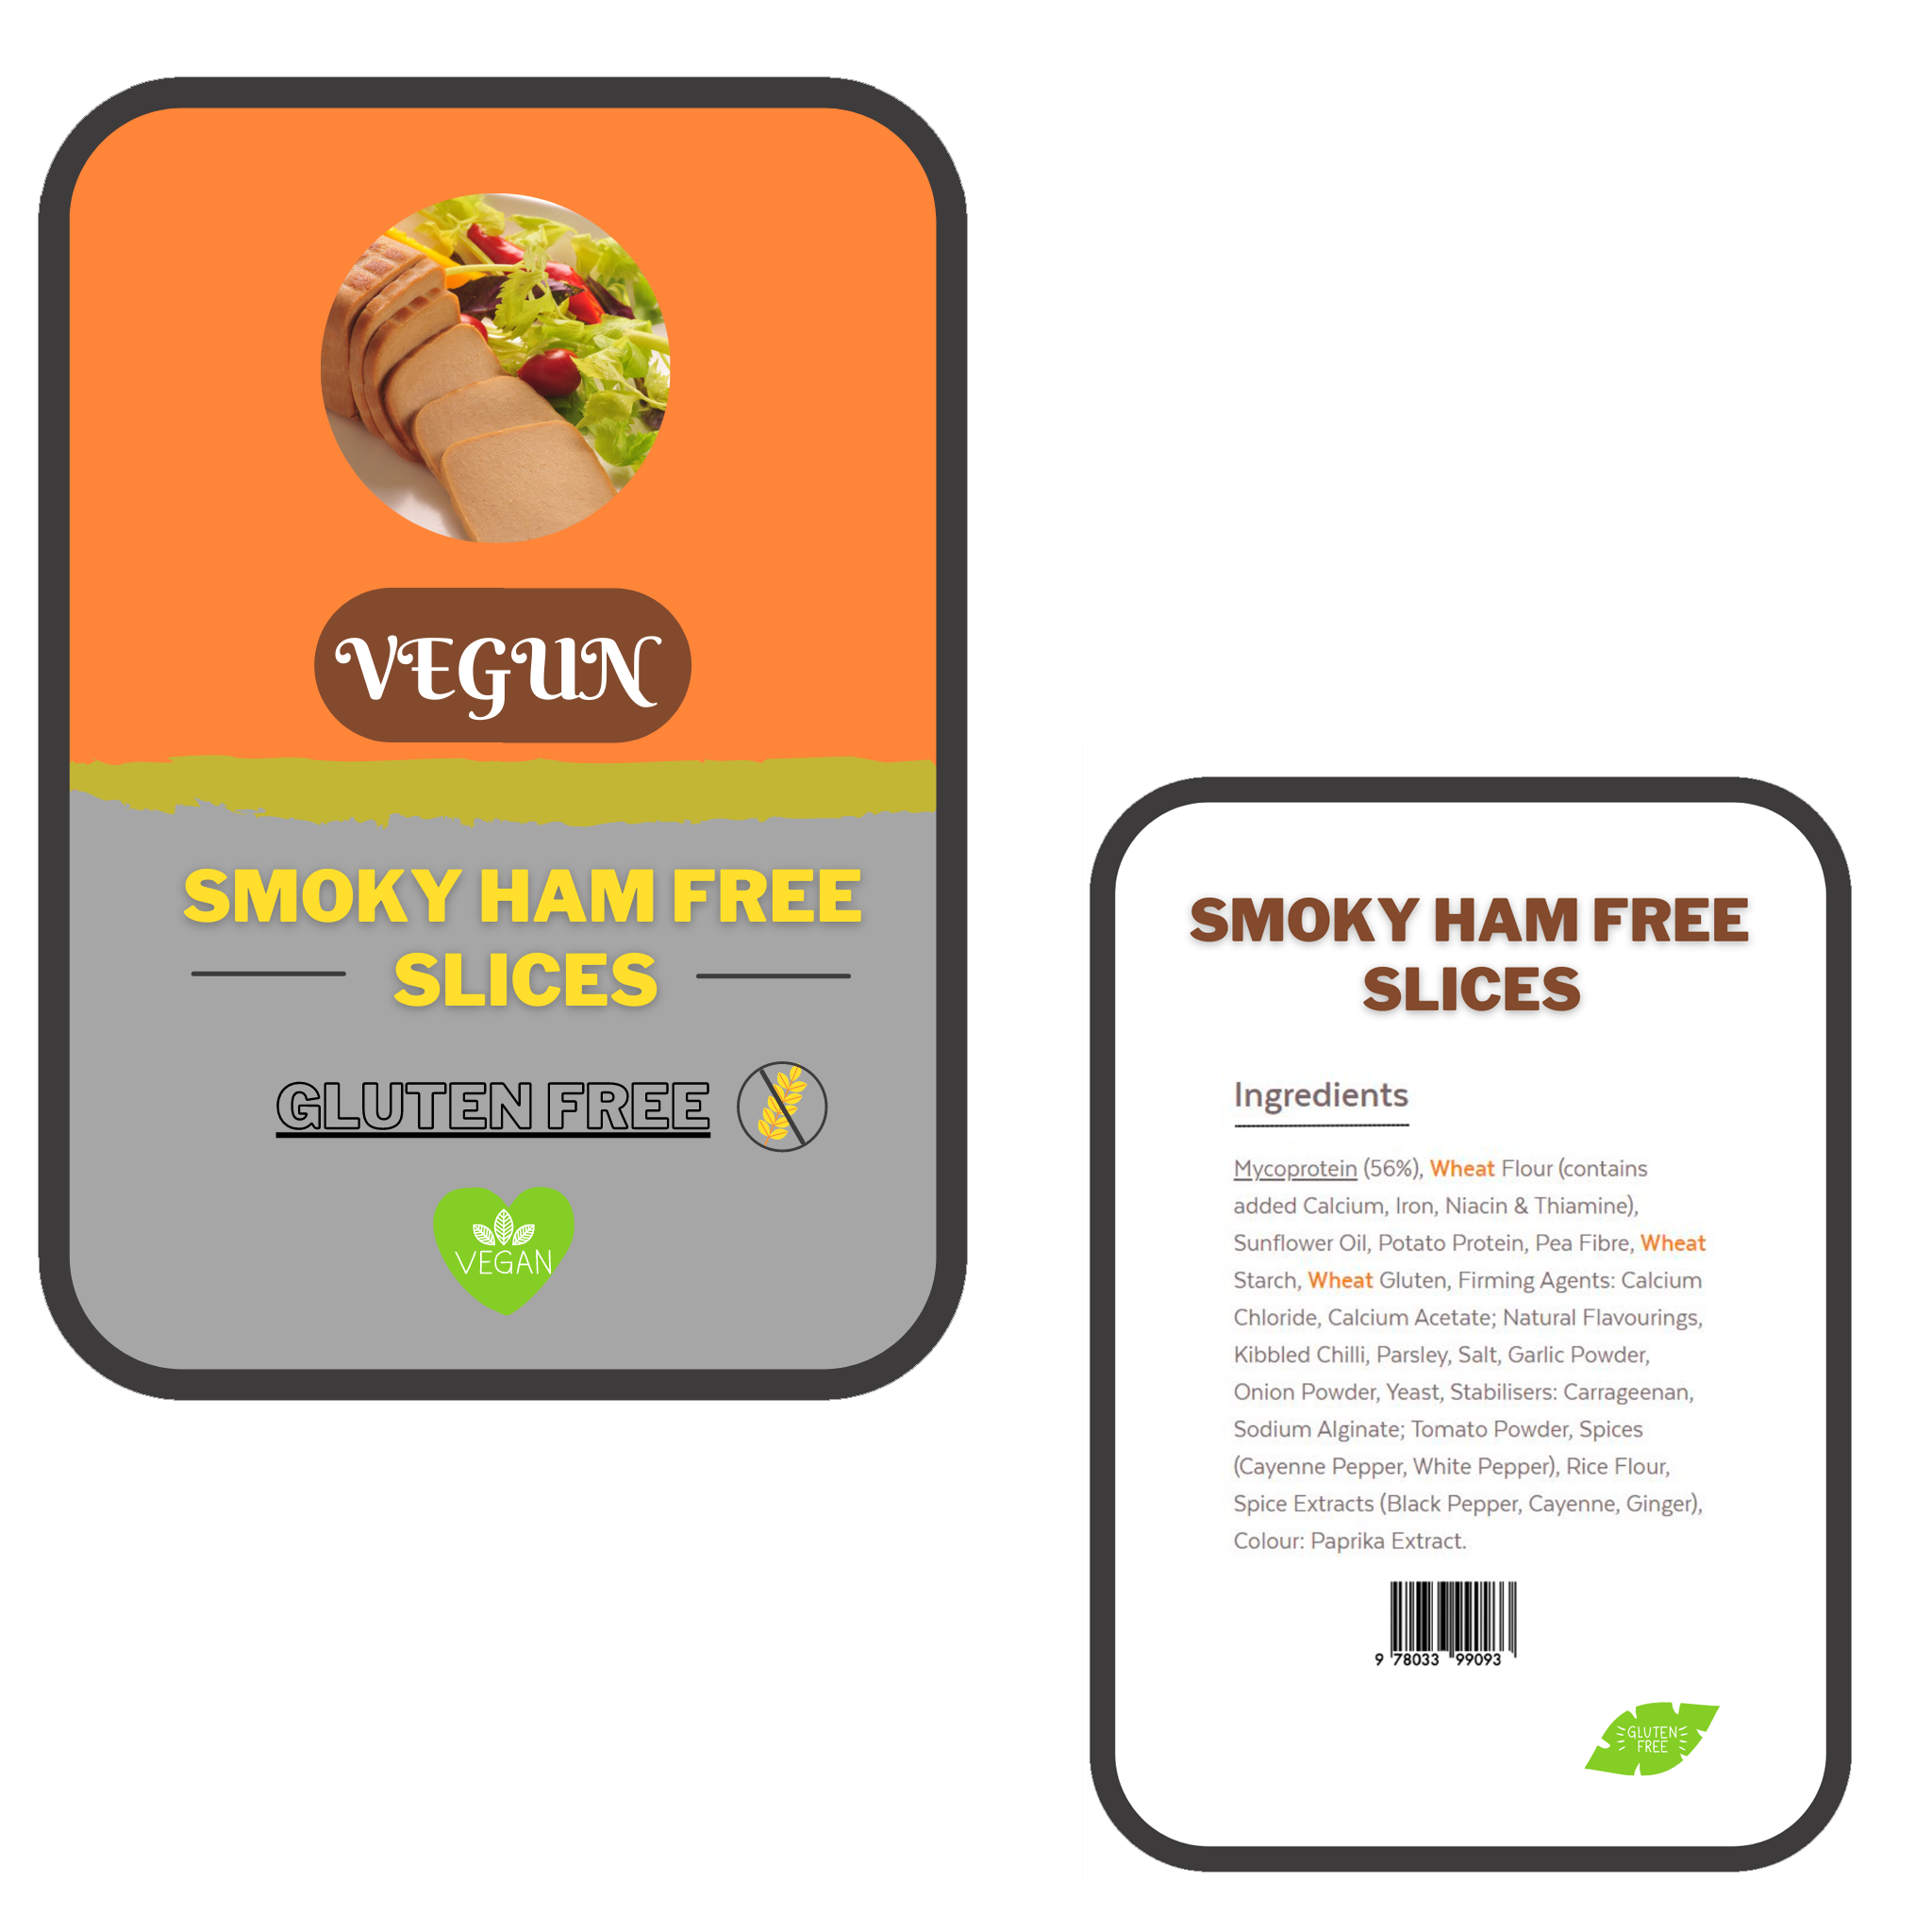 VEGUN
SMOKY HAM FREE
SLICES
GLUTEN FREE
VEGAN
SMOKY HAM FREE
SLICES
Ingredients
Mycoprotein (56%), Wheat Flour (contains
added Calcium, Iron, Niacin & Thiamine),
Sunflower Oil, Potato Protein, Pea Fibre, Wheat
Starch, Wheat Gluten, Firming Agents: Calcium
Chloride, Calcium Acetate; Natural Flavourings,
Kibbled Chilli, Parsley, Salt, Garlic Powder,
Onion Powder, Yeast, Stabilisers: Carrageenan,
Sodium Alginate; Tomato Powder, Spices
(Cayenne Pepper, White Pepper), Rice Flour,
Spice Extracts (Black Pepper, Cayenne, Ginger),
Colour: Paprika Extract.
9 78033 99093
GLUTEN
FREE